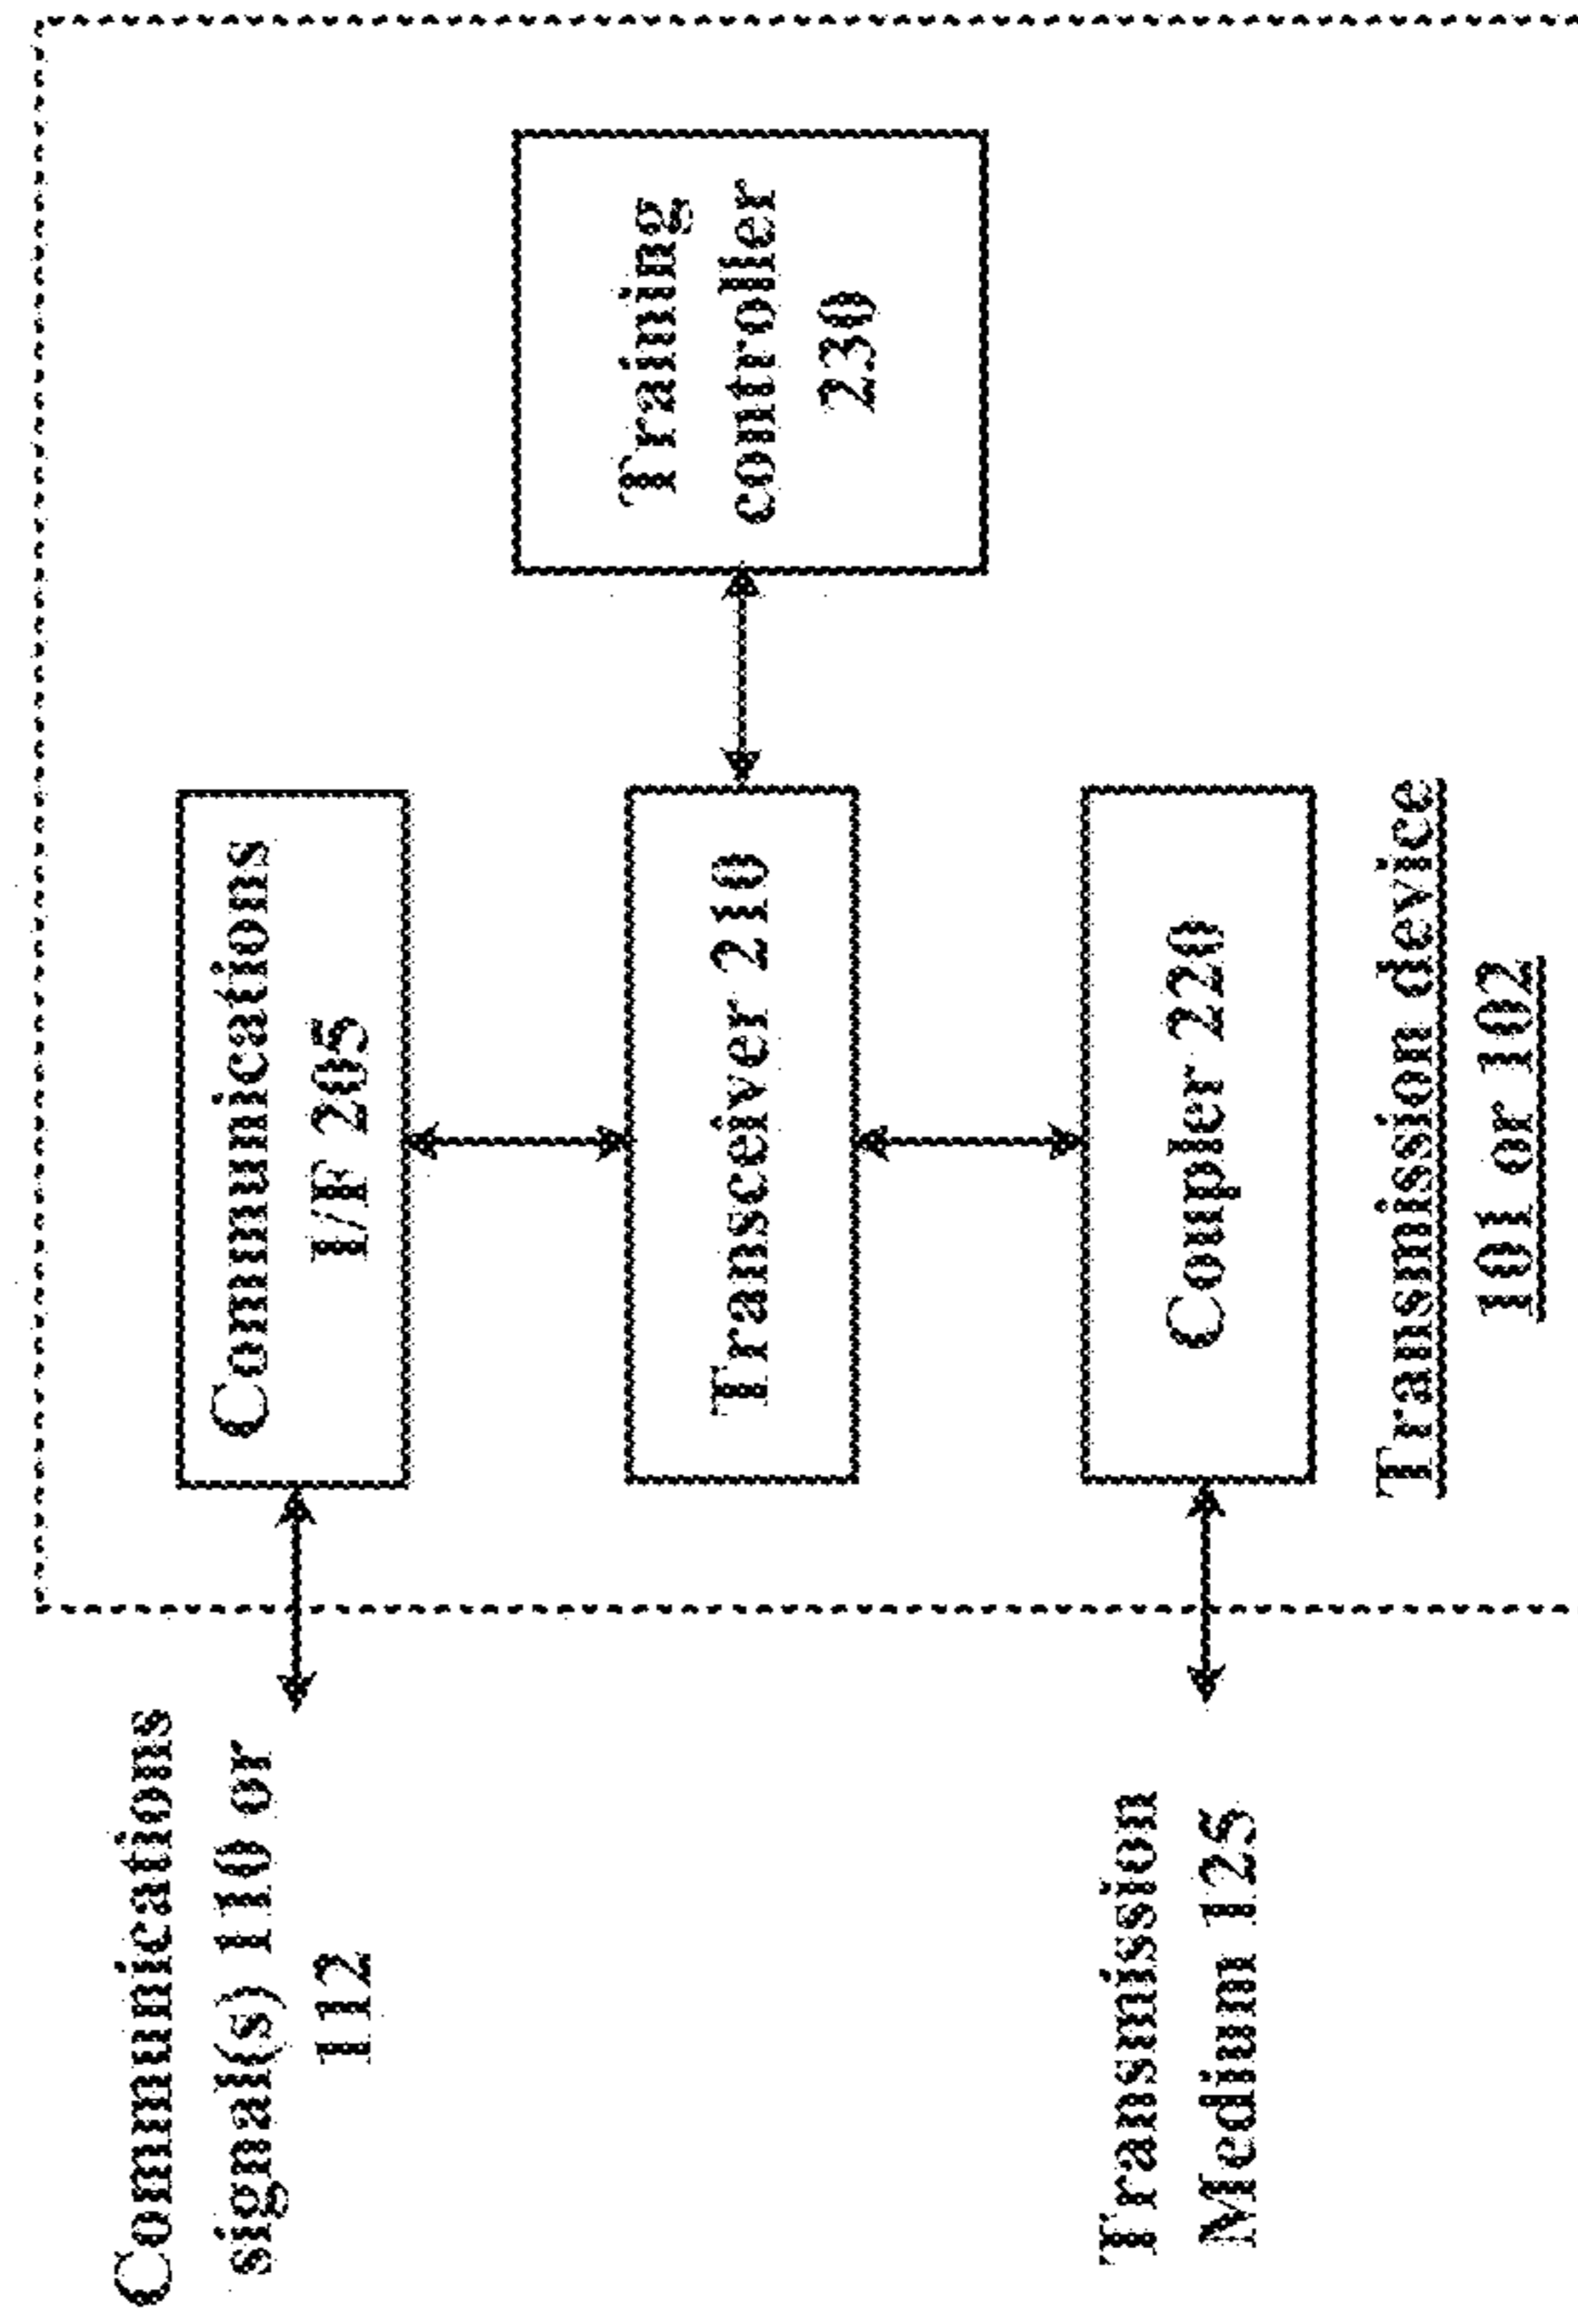 Communications
signal(s) 110 or
112
Communications
I/F 205
Training
controller
230
Transceiver 210
Transmission
Medium 125
Coupler 220
Transmission device
101 or 102